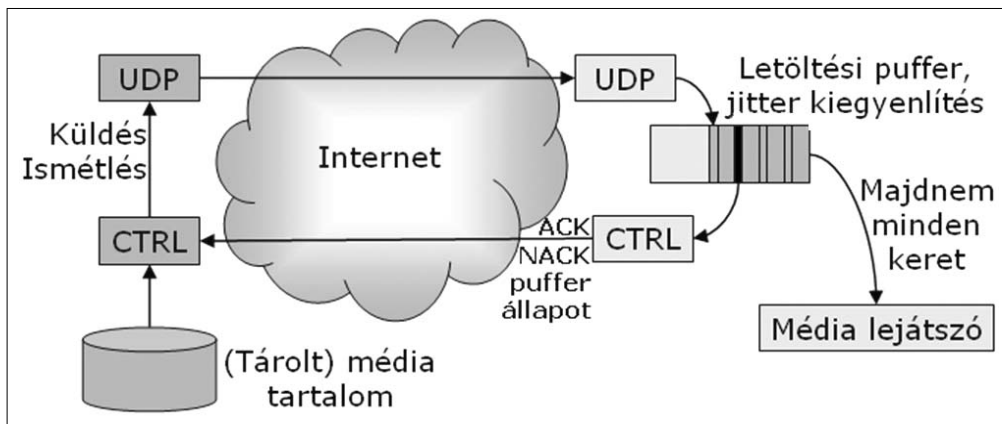 UDP
UDP
Letöltési puffer,
jitter kiegyenlítés
Küldés
Ismétlés
Internet
Majdnem
minden
keret
CTRL
ACK
NACK
puffer
állapot
CTRL
(Tárolt) média
tartalom
Média lejátszó